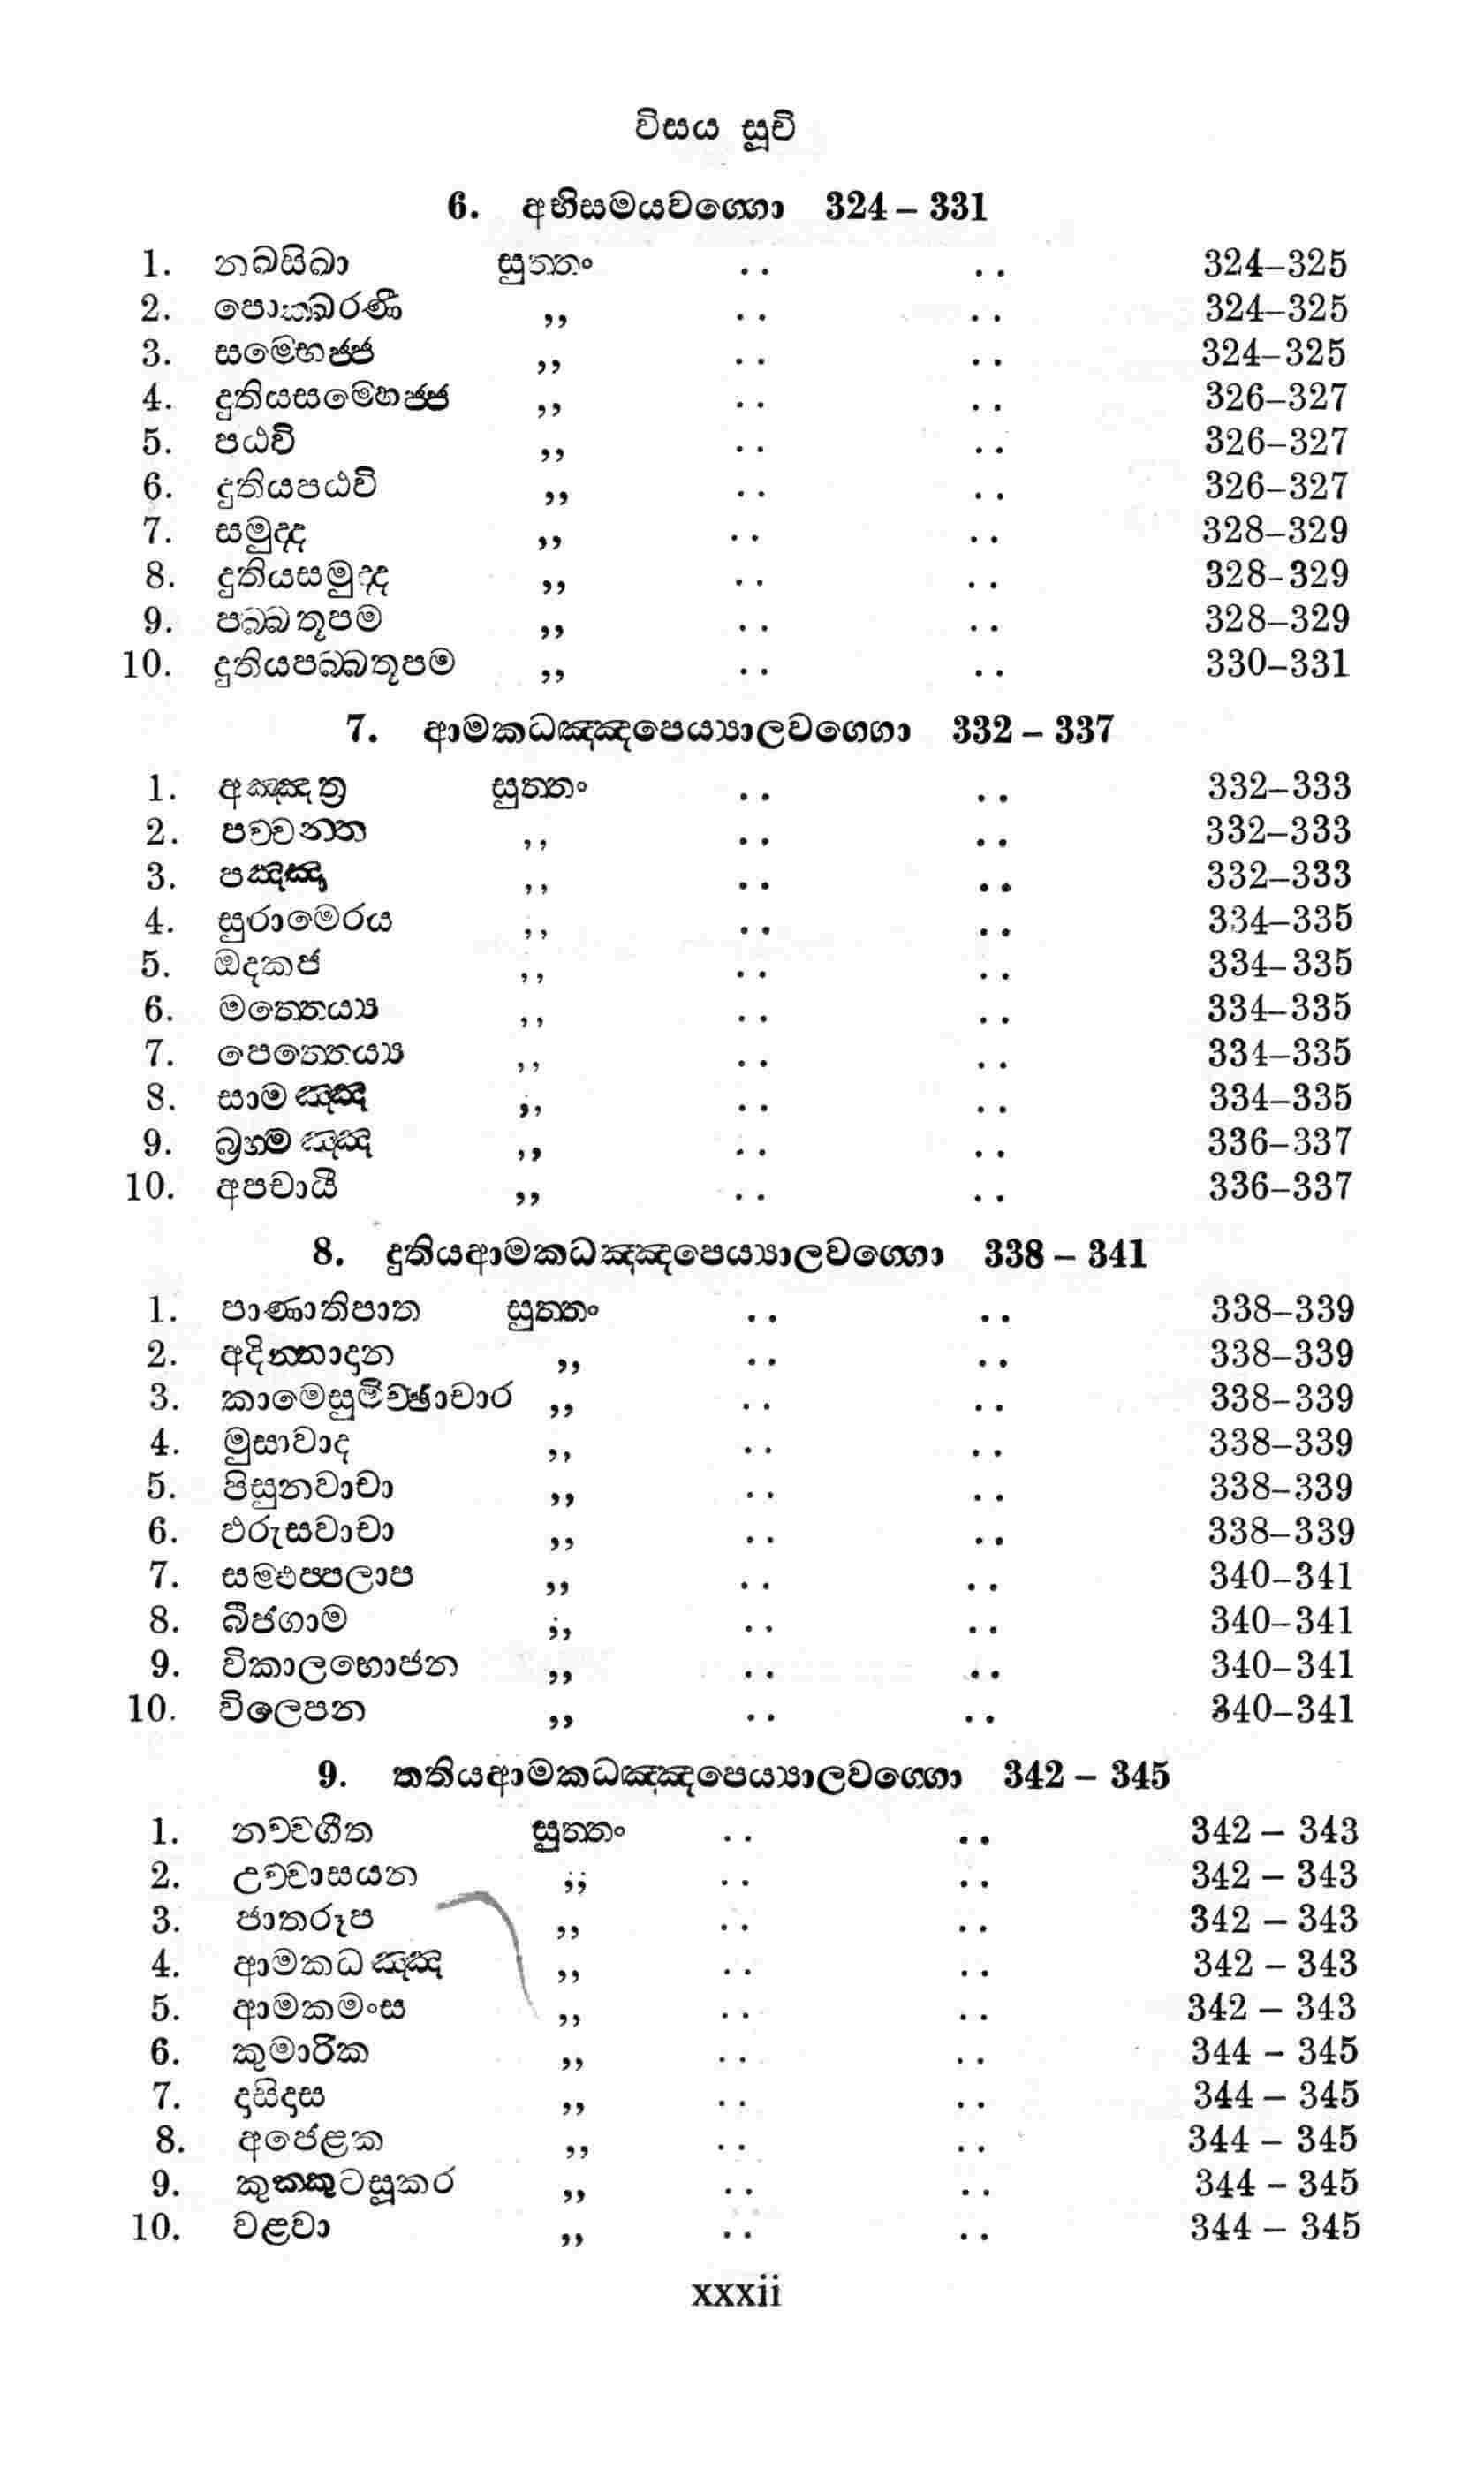 විසය සූචි
6. අභිසමයවග්ගො 324 – 331
1. නඛසිඛා සුත්තං .. .. 324–325
2. පොක්ඛරණී ,, .. .. 324–325
3. සම්භෙජ්ජ ,, .. .. 324–325
4. දුතියසම්භෙජ්ජ ,, .. .. 326–327
5. පඨවි ,, .. .. 326–327
6. දුතියපඨවි ,, .. .. 326–327
7. සමුද්ද ,, .. .. 328–329
8. දුතියසමුද්ද ,, .. .. 328-329
9. පබ්බතූපම ,, .. .. 328–329
10. දුතියපබ්බතූපම ,, .. .. 330–331
7. ආමකධඤ්ඤපෙය්‍යාලවග්ගො 332 – 337
1. අඤ්ඤත්‍ර සුත්තං .. .. 332–333
2. පච්චන්ත ,, .. .. 332–333
3. පඤ්ඤා ,, .. .. 332–333
4. සුරාමෙරය ,, .. .. 334–335
5. ඔදකජ ,, .. .. 334–335
6. මත්තෙය්‍ය ,, .. .. 334–335
7. පෙත්තෙය්‍ය ,, .. .. 334–335
8. සාමඤ්ඤ ,, .. .. 334–335
9. බ්‍රහ්මඤ්ඤ ,, .. .. 336–337
10. අපචායී ,, .. .. 336–337
8. දුතියආමකධඤ්ඤපෙය්‍යාලවග්ගො 338 – 341
1. පාණාතිපාත සුත්තං .. .. 338–339
2. අදින්නාදාන ,, .. .. 338–339
3. කාමෙසුමිච්ඡාචාර ,, .. .. 338–339
4. මුසාවාද ,, .. .. 338–339
5. පිසුනවාචා ,, .. .. 338–339
6. ඵරුසවාචා ,, .. .. 338–339
7. සම්ඵප්පලාප ,, .. .. 340–341
8. බීජගාම ,, .. .. 340–341
9. විකාලභොජන ,, .. .. 340–341
10. විලෙපන ,, .. .. 340–341
9. තතියආමකධඤ්ඤපෙය්‍යාලවග්ගො 342 – 345
1. නච්චගීත සුත්තං .. .. 342 – 343
2. උච්චාසයන ,, .. .. 342 – 343
3. ජාතරූප ,, .. .. 342 – 343
4. ආමකධඤ්ඤ ,, .. .. 342 – 343
5. ආමකමංස ,, .. .. 342 – 343
6. කුමාරික ,, .. .. 344 – 345
7. දාසිදාස ,, .. .. 344 – 345
8. අජෙළක ,, .. .. 344 – 345
9. කුක්කුටසූකර ,, .. .. 344 – 345
10. වළවා ,, .. .. 344 – 345
xxxii